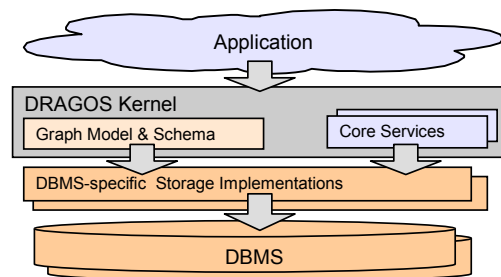 Application
DRAGOS Kernel
Graph Model & Schema
Core Services
DBMS-specific Storage Implementations
DBMS